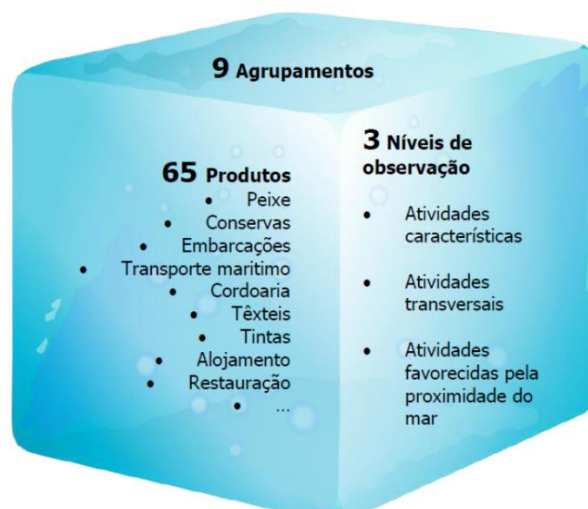 9 Agrupamentos
65 Produtos
• Peixe
• Conservas
• Embarcações
• Transporte maritimo
• Cordoaria
• Têxteis
• Tintas
• Alojamento
• Restauração
• ...
3 Níveis de
observação
• Atividades
características
• Atividades
transversais
• Atividades
favorecidas pela
proximidade do
mar